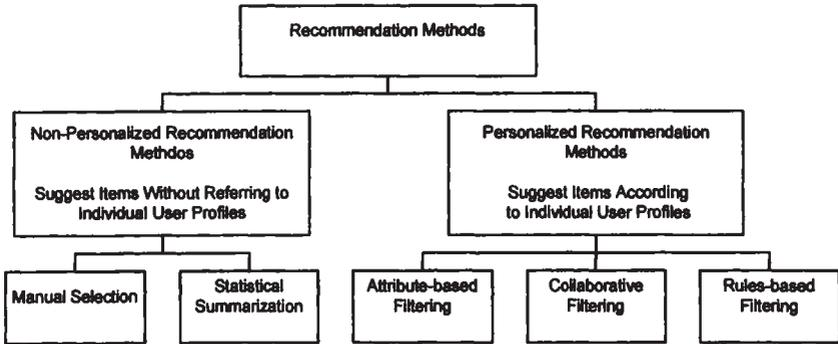 Recommendation Methods
Non-Personalized Recommendation
Methdos
Suggest Items Without Referring to
Individual User Profiles
Personalized Recommendation
Methods
Suggest Items According
to Individual User Profiles
Manual Selection
Statistical
Summarization
Attribute-based
Filtering
Collaborative
Filtering
Rules-based
Filtering